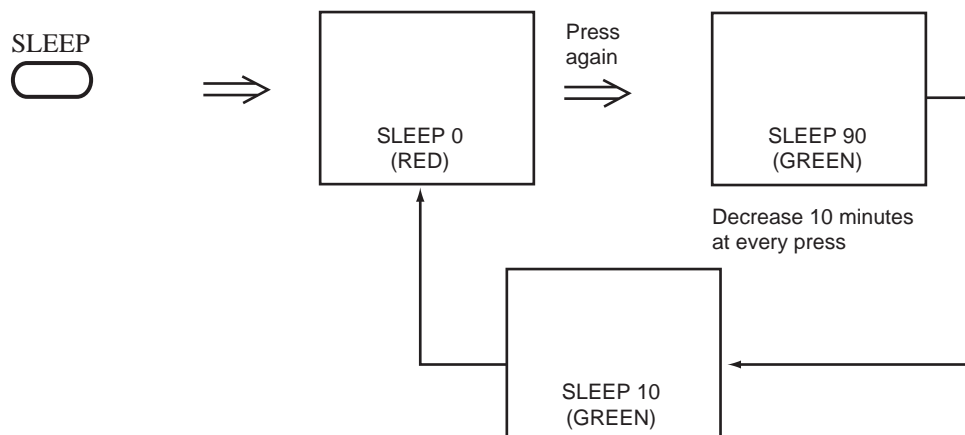 SLEEP
SLEEP 0
(RED)
Press
again
SLEEP 90
(GREEN)
Decrease 10 minutes
at every press
SLEEP 10
(GREEN)